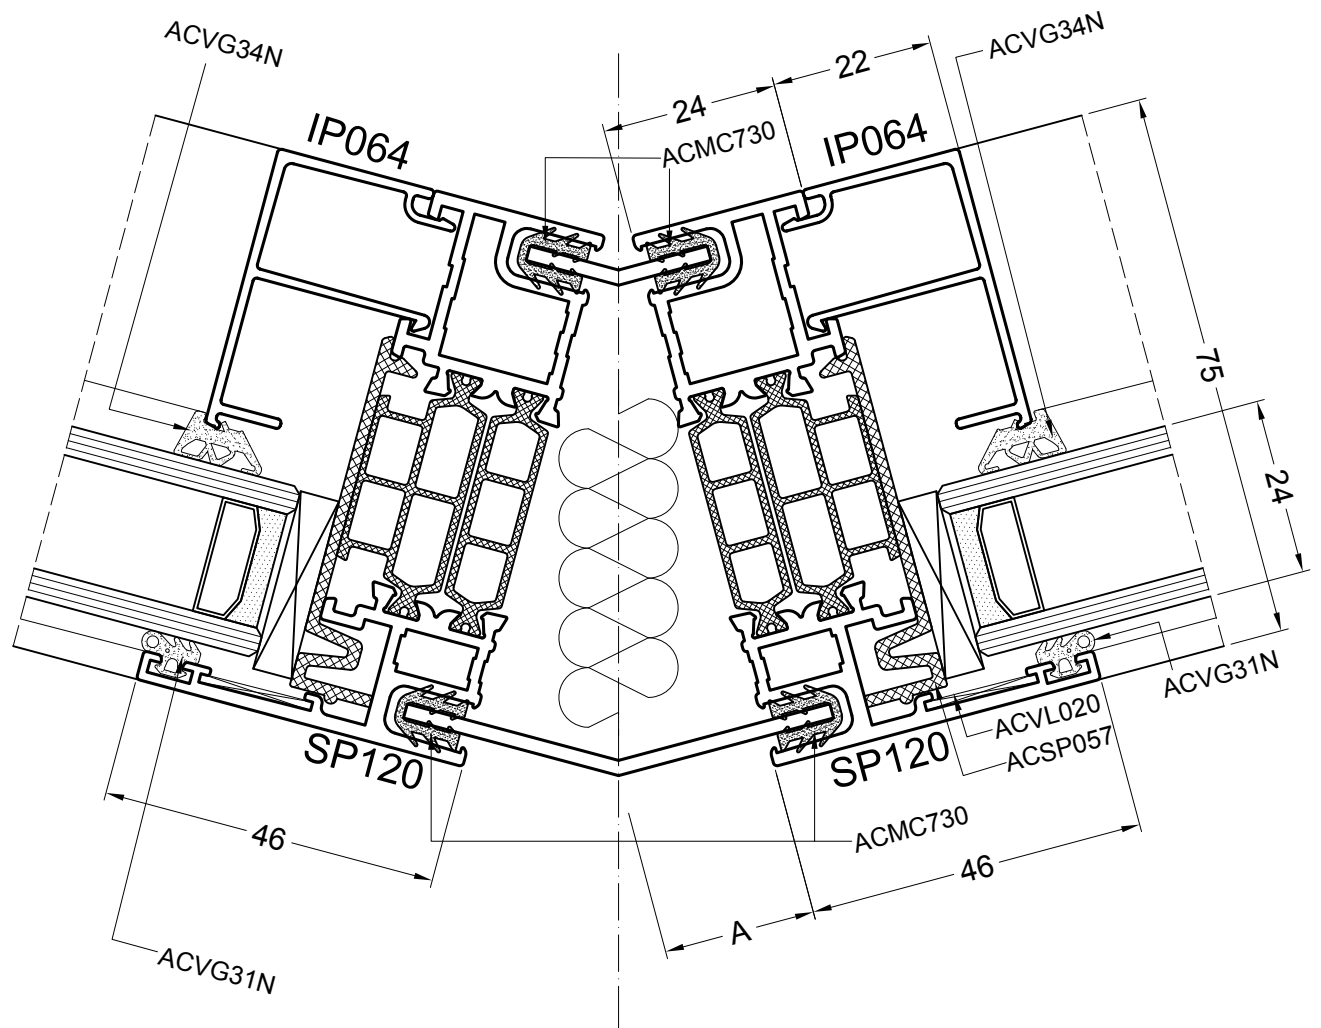 ACVG34N
ACVG34N
22
24
ACMC730
IP064
IP064
75
24
ACVG31N
ACVL020
ACSP057
SP120
SP120
ACMC730
46
46
A
ACVG31N